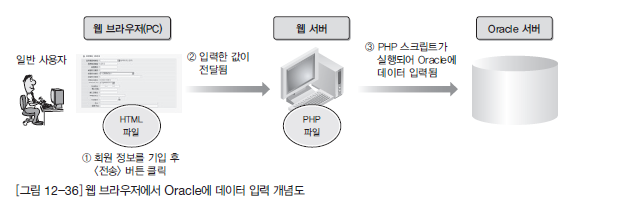 웹 브라우저(PC)
웹 서버
Oracle 서버
일반 사용자
② 입력한 값이
전달됨
③ PHP 스크립트가
실행되어 Oracle에
데이터 입력됨
HTML
파일
PHP
파일
① 회원 정보를 기입 후
〈전송〉 버튼 클릭
[그림 12-36] 웹 브라우저에서 Oracle에 데이터 입력 개념도